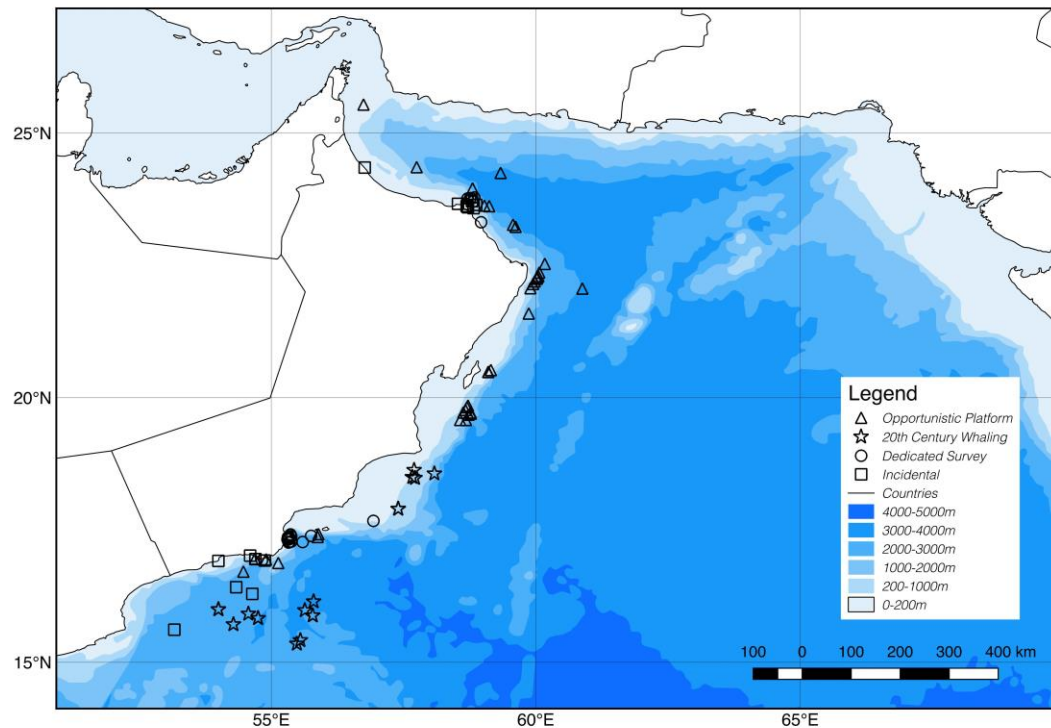 25°N
20°N
15°N
55°E
60°E
65°E
Legend
Opportunistic Platform
20th Century Whaling
Dedicated Survey
Incidental
Countries
4000-5000m
3000-4000m
2000-3000m
1000-2000m
200-1000m
0-200m
100 0 100 200 300 400 km